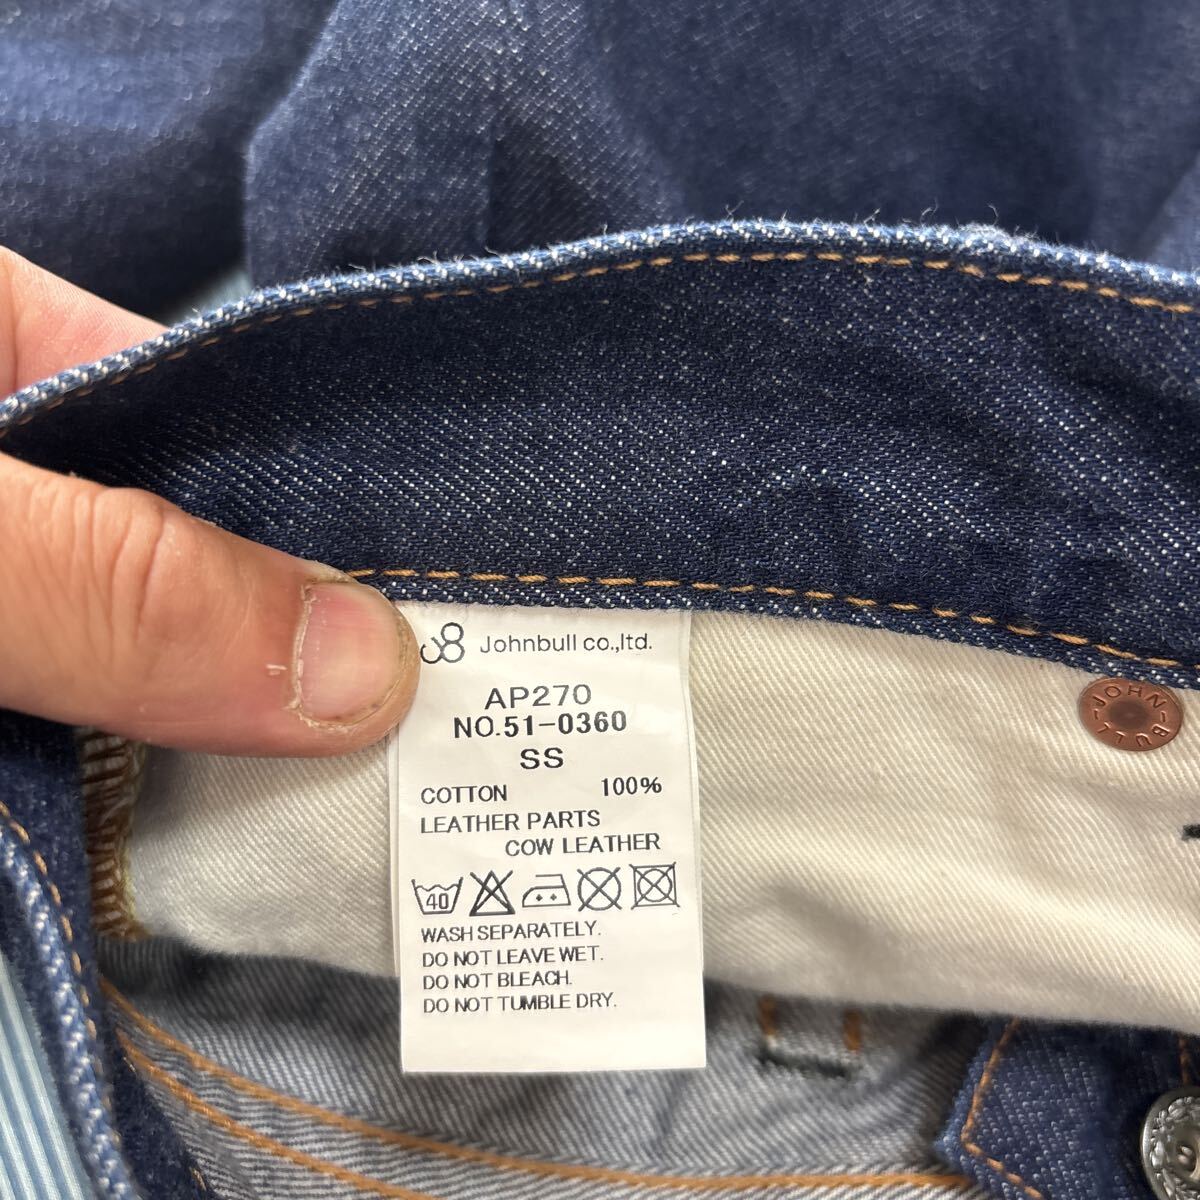 Johnbull co.,ltd.
AP270
NO.51-0360
SS
COTTON 100%
LEATHER PARTS
COW LEATHER
40
WASH SEPARATELY.
DO NOT LEAVE WET.
DO NOT BLEACH.
DO NOT TUMBLE DRY.
-JOHN-BULL